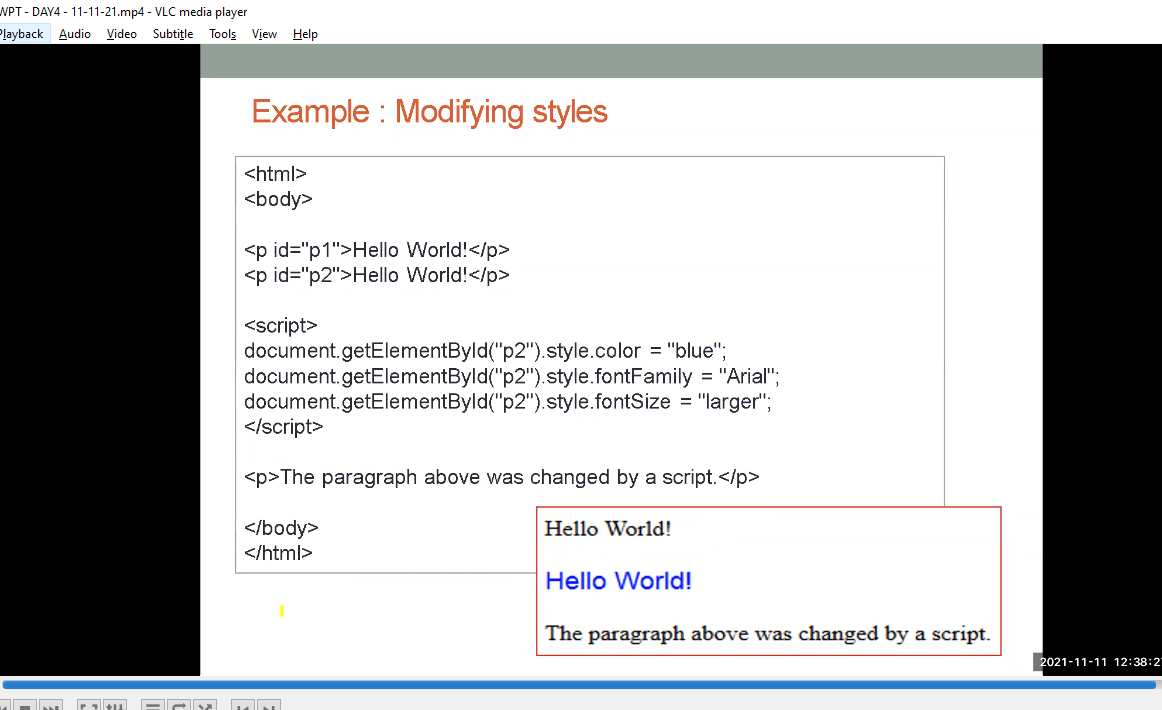 WPT - DAY4 - 11-11-21.mp4 - VLC media player
Playback Audio Video Subtitle Tools View Help
Example : Modifying styles
<html>
<body>
<p id="p1">Hello World!</p>
<p id="p2">Hello World!</p>
<script>
document.getElementById("p2").style.color = "blue";
document.getElementById("p2").style.fontFamily = "Arial";
document.getElementById("p2").style.fontSize = "larger";
</script>
<p>The paragraph above was changed by a script.</p>
</body>
</html>
Hello World!
Hello World!
The paragraph above was changed by a script.
2021-11-11 12:38:2